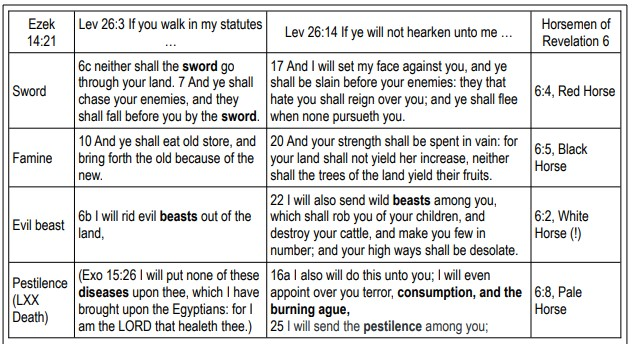 Ezek
14:21
Lev 26:3 If you walk in my statutes
…
Lev 26:14 If ye will not hearken unto me …
Horsemen of
Revelation 6
Sword
6c neither shall the sword go
through your land. 7 And ye shall
chase your enemies, and they
shall fall before you by the sword.
17 And I will set my face against you, and ye
shall be slain before your enemies: they that
hate you shall reign over you; and ye shall flee
when none pursueth you.
6:4, Red Horse
Famine
10 And ye shall eat old store, and
bring forth the old because of the
new.
20 And your strength shall be spent in vain: for
your land shall not yield her increase, neither
shall the trees of the land yield their fruits.
6:5, Black
Horse
Evil beast
6b I will rid evil beasts out of the
land,
22 I will also send wild beasts among you,
which shall rob you of your children, and
destroy your cattle, and make you few in
number; and your high ways shall be desolate.
6:2, White
Horse (!)
Pestilence
(LXX
Death)
(Exo 15:26 I will put none of these
diseases upon thee, which I have
brought upon the Egyptians: for I
am the LORD that healeth thee.)
16a I also will do this unto you; I will even
appoint over you terror, consumption, and the
burning ague,
25 I will send the pestilence among you;
6:8, Pale
Horse